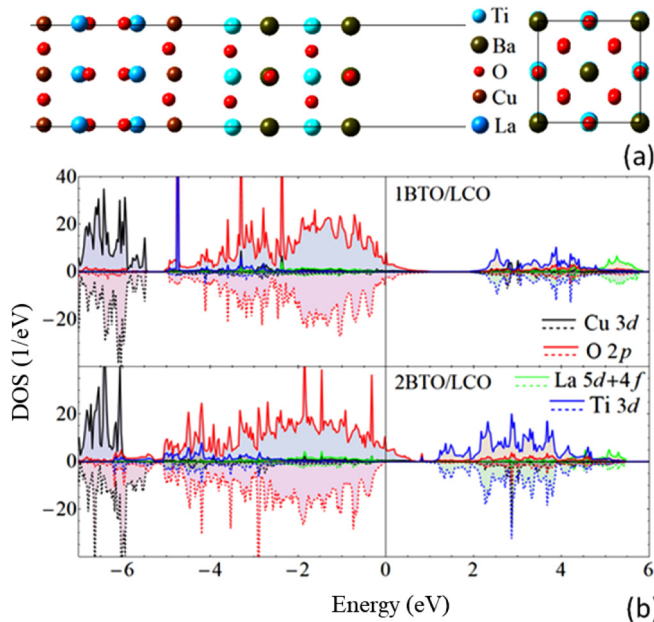 Ti
Ba
O
Cu
La
(a)
40
1BTO/LCO
20
0
−20
Cu 3d
O 2p
La 5d+4f
2BTO/LCO
Ti 3d
20
0
−20
DOS (1/eV)
−6
−4
−2
0
2
4
6
Energy (eV)
(b)